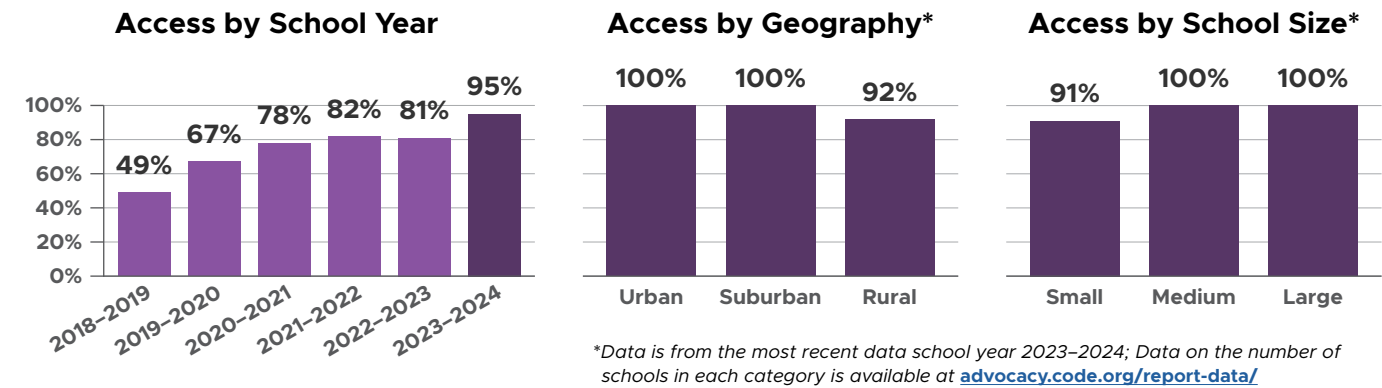 Access by School Year
95%
82%
81%
78%
67%
49%
100%
80%
60%
40%
20%
0%
2018–2019
2019–2020
2020–2021
2021–2022
2022–2023
2023–2024
Access by Geography*
100%
100%
92%
Urban
Suburban
Rural
Access by School Size*
91%
100%
100%
Small
Medium
Large
*Data is from the most recent data school year 2023–2024; Data on the number of
schools in each category is available at advocacy.code.org/report-data/